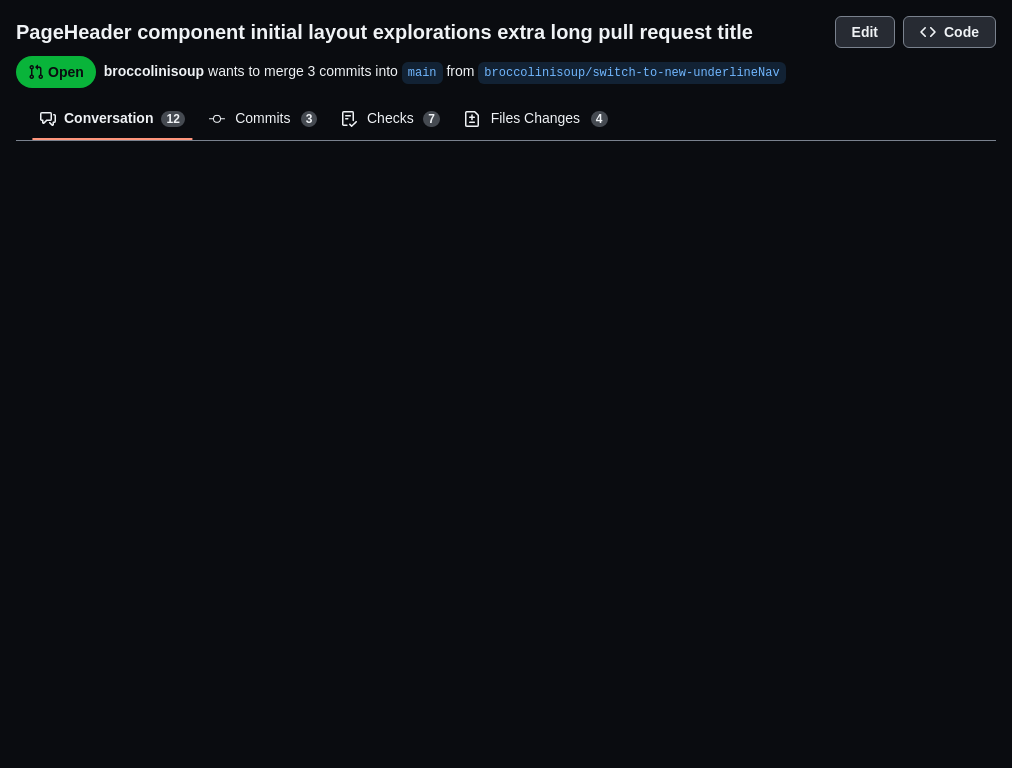 PageHeader component initial layout explorations extra long pull request title Edit Code
Open broccolinisoup wants to merge 3 commits into main from broccolinisoup/switch-to-new-underlineNav
Conversation 12 Commits 3 Checks 7 Files Changes 4